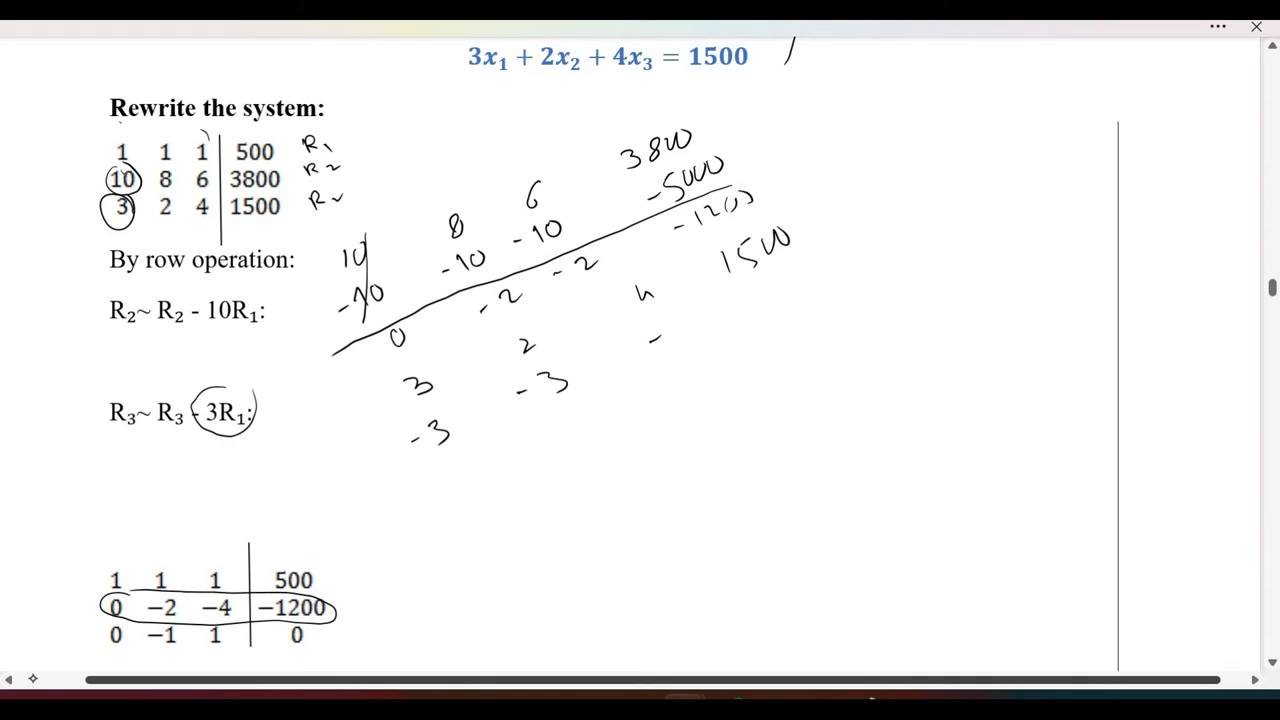 3x₁ + 2x₂ + 4x₃ = 1500
Rewrite the system:
1 1 1 | 500 R₁
10 8 6 | 3800 R₂
3 2 4 | 1500
By row operation:
10 8 6 3800
-10 -10 -10 -5000
0 -2 -2 -1200
R₂~ R₂ - 10R₁:
3 2 4 1500
-3 -3 -
R₃~ R₃ - 3R₁:
1 1 1 | 500
0 −2 −4 | −1200
0 −1 1 | 0